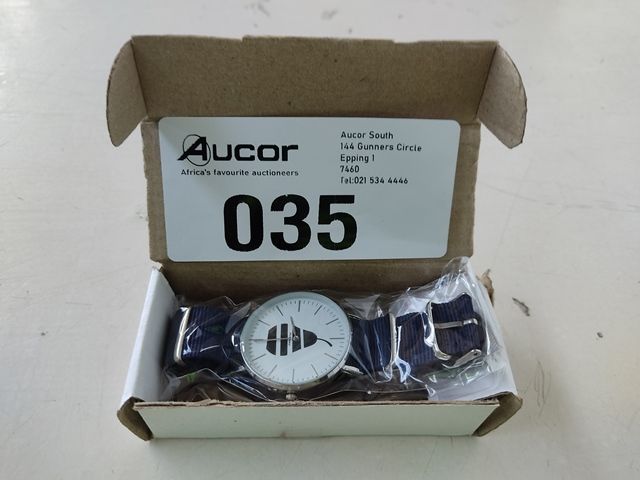 Aucor
Africa's favourite auctioneers
Aucor South
144 Gunners Circle
Epping 1
7460
Tel:021 534 4446
035